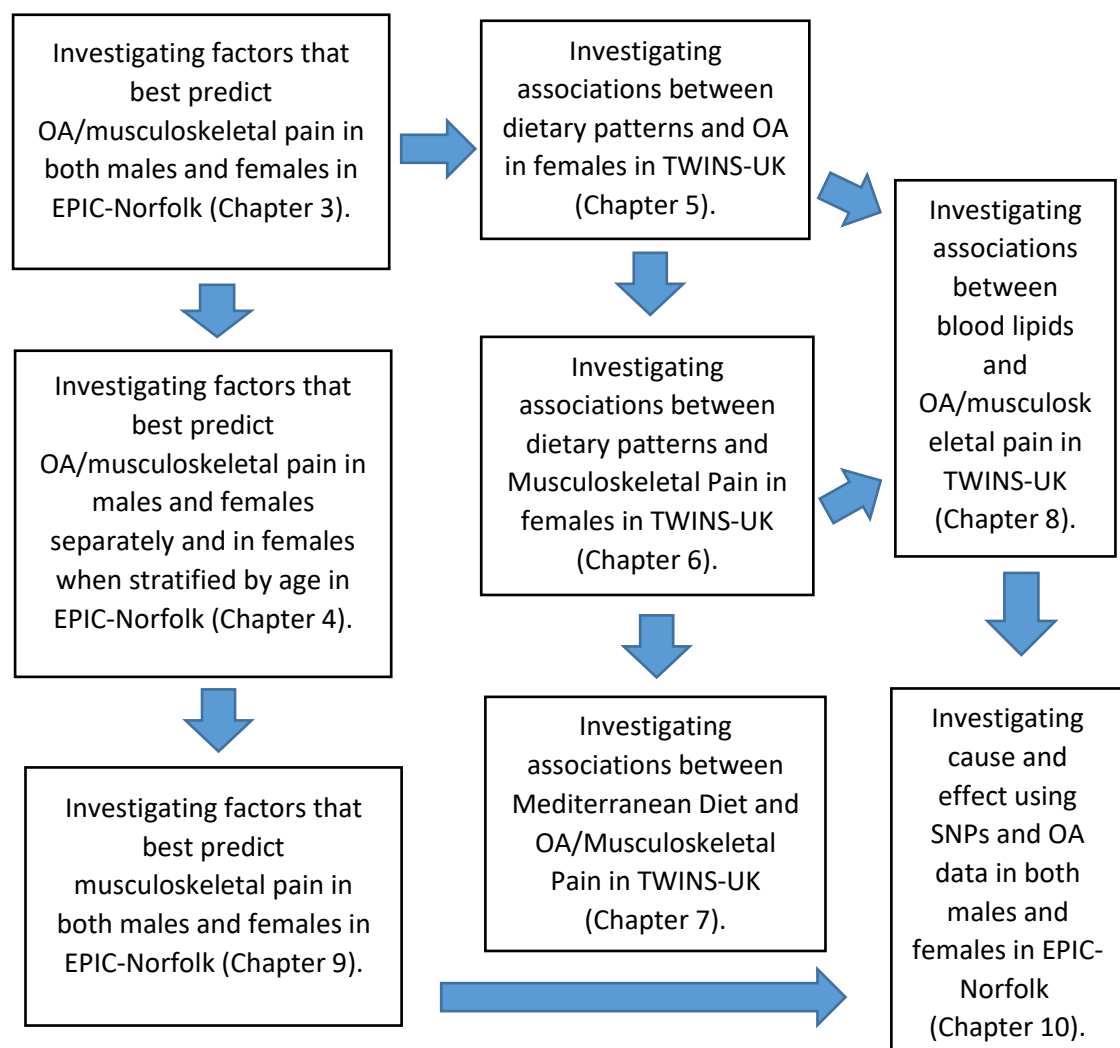 Investigating factors that
best predict
OA/musculoskeletal pain in
both males and females in
EPIC-Norfolk (Chapter 3).
Investigating
associations between
dietary patterns and OA
in females in TWINS-UK
(Chapter 5).
Investigating
associations
between
blood lipids
and
OA/musculosk
eletal pain in
TWINS-UK
(Chapter 8).
Investigating factors that
best predict
OA/musculoskeletal pain in
males and females
separately and in females
when stratified by age in
EPIC-Norfolk (Chapter 4).
Investigating
associations between
dietary patterns and
Musculoskeletal Pain in
females in TWINS-UK
(Chapter 6).
Investigating factors that
best predict
musculoskeletal pain in
both males and females in
EPIC-Norfolk (Chapter 9).
Investigating
associations between
Mediterranean Diet and
OA/Musculoskeletal
Pain in TWINS-UK
(Chapter 7).
Investigating
cause and
effect using
SNPs and OA
data in both
males and
females in EPIC-
Norfolk
(Chapter 10).